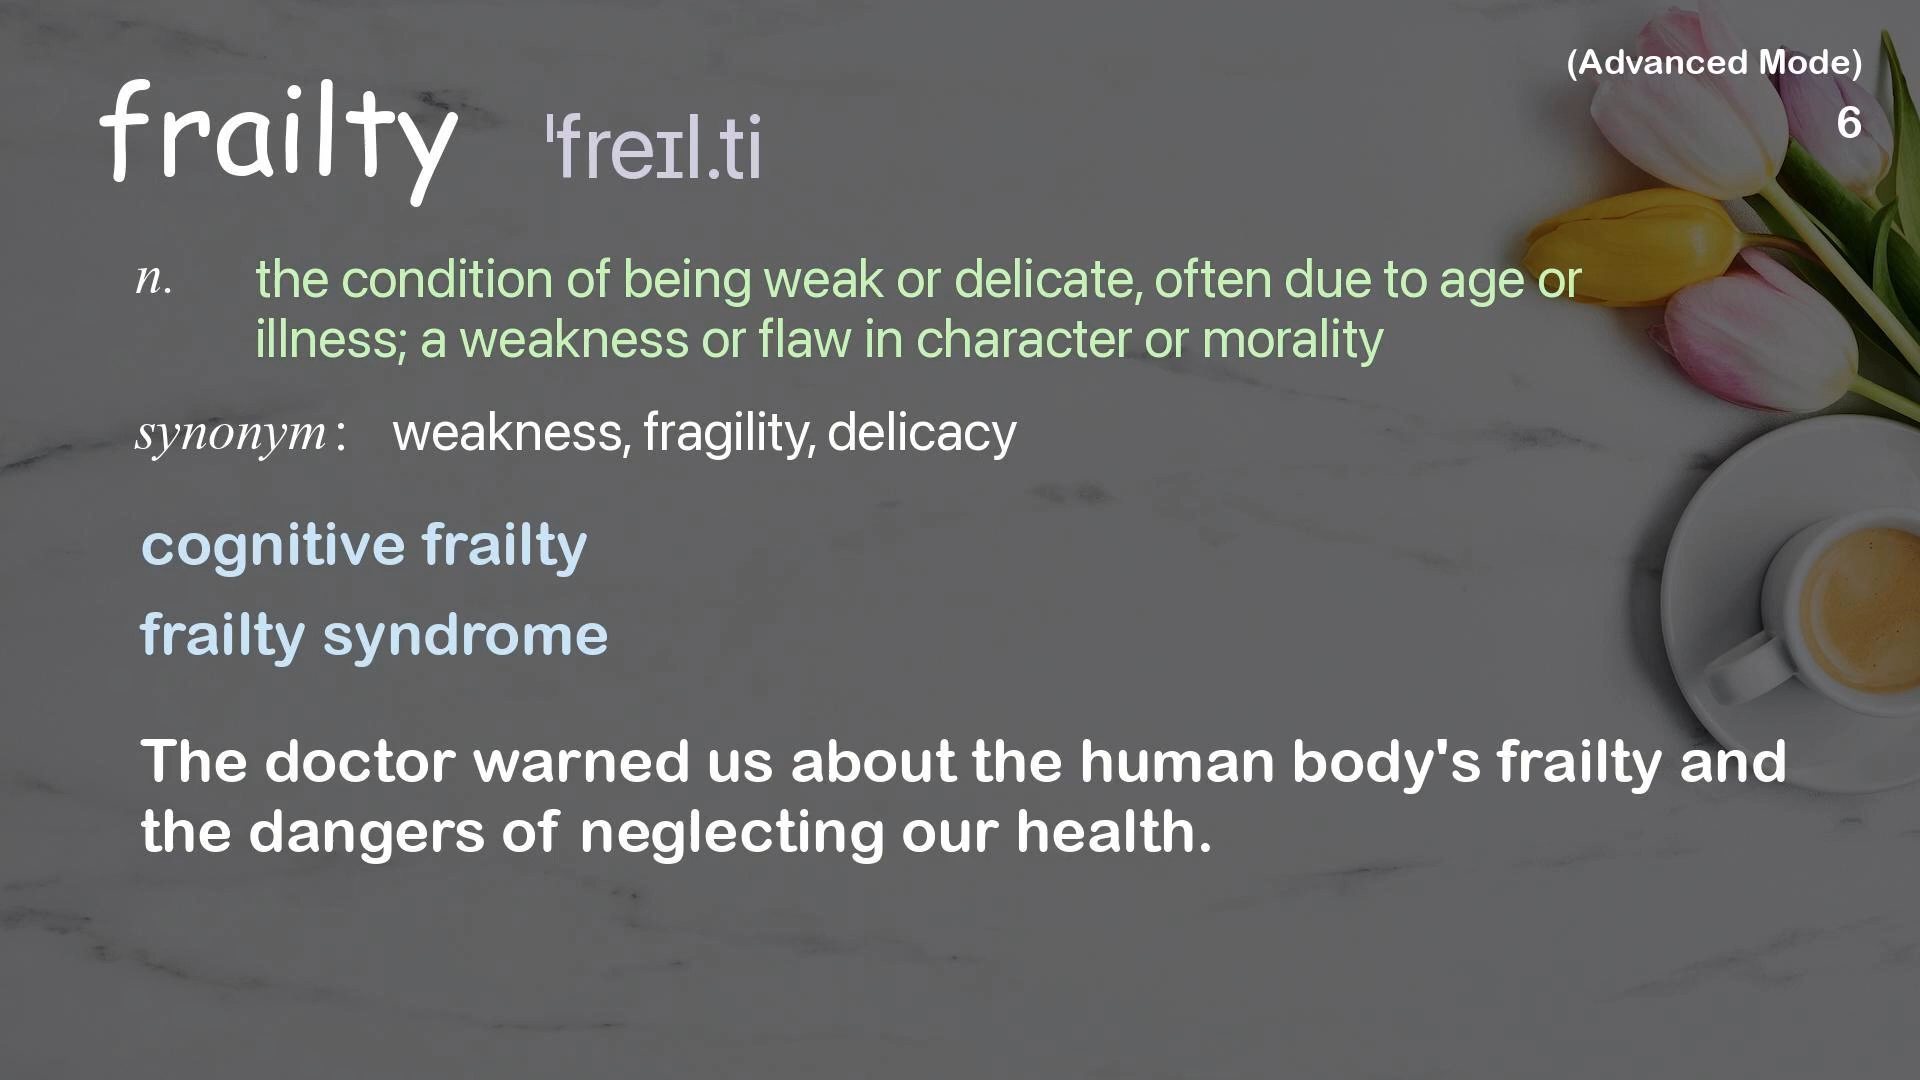 (Advanced Mode)
6
frailty ˈfreɪl.ti
n. the condition of being weak or delicate, often due to age or
illness; a weakness or flaw in character or morality
synonym: weakness, fragility, delicacy
cognitive frailty
frailty syndrome
The doctor warned us about the human body's frailty and
the dangers of neglecting our health.